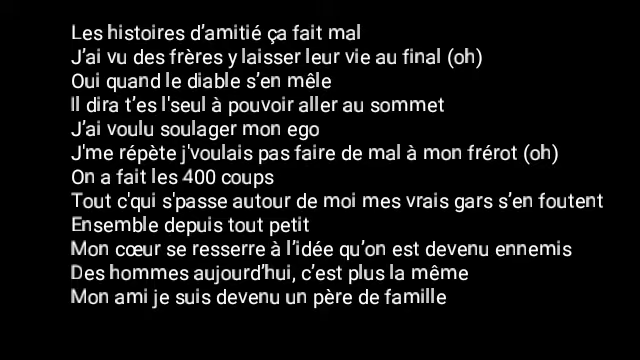 Les histoires d’amitié ça fait mal
J’ai vu des frères y laisser leur vie au final (oh)
Oui quand le diable s’en mêle
Il dira t’es l'seul à pouvoir aller au sommet
J’ai voulu soulager mon ego
J'me répète j'voulais pas faire de mal à mon frérot (oh)
On a fait les 400 coups
Tout c'qui s'passe autour de moi mes vrais gars s’en foutent
Ensemble depuis tout petit
Mon cœur se resserre à l’idée qu’on est devenu ennemis
Des hommes aujourd’hui, c’est plus la même
Mon ami je suis devenu un père de famille